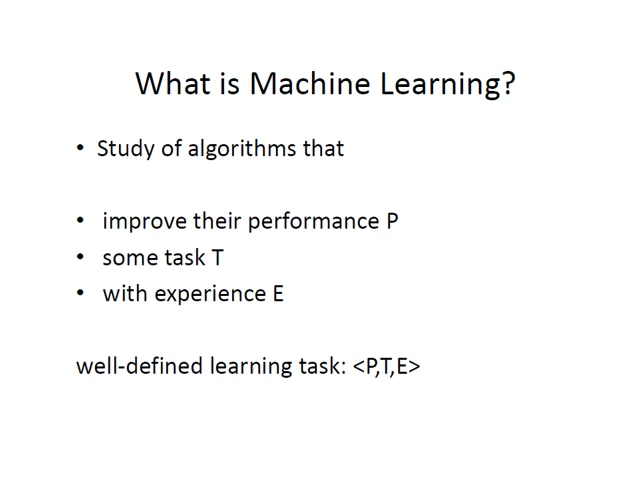 What is Machine Learning?
• Study of algorithms that
• improve their performance P
• some task T
• with experience E
well-defined learning task: <P,T,E>